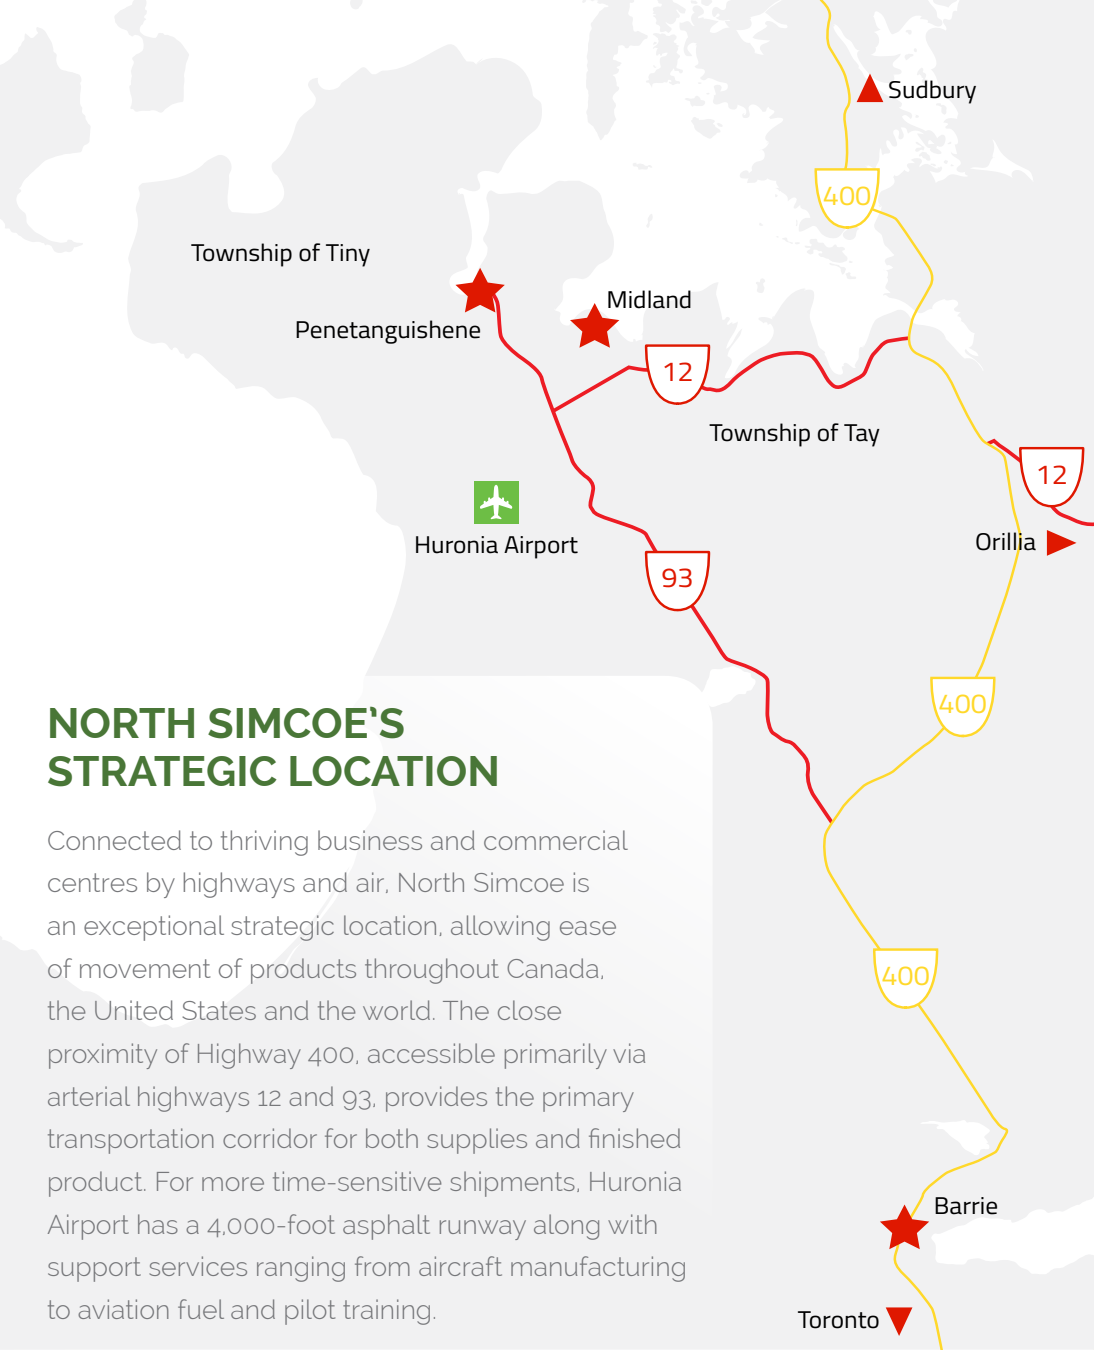 Sudbury
400
Township of Tiny
Midland
Penetanguishene
12
Township of Tay
12
Huronia Airport
Orillia
93
400
NORTH SIMCOE'S
STRATEGIC LOCATION
Connected to thriving business and commercial
centres by highways and air, North Simcoe is
an exceptional strategic location, allowing ease
of movement of products throughout Canada,
the United States and the world. The close
proximity of Highway 400, accessible primarily via
arterial highways 12 and 93, provides the primary
transportation corridor for both supplies and finished
product. For more time-sensitive shipments, Huronia
Airport has a 4,000-foot asphalt runway along with
support services ranging from aircraft manufacturing
to aviation fuel and pilot training.
400
Barrie
Toronto